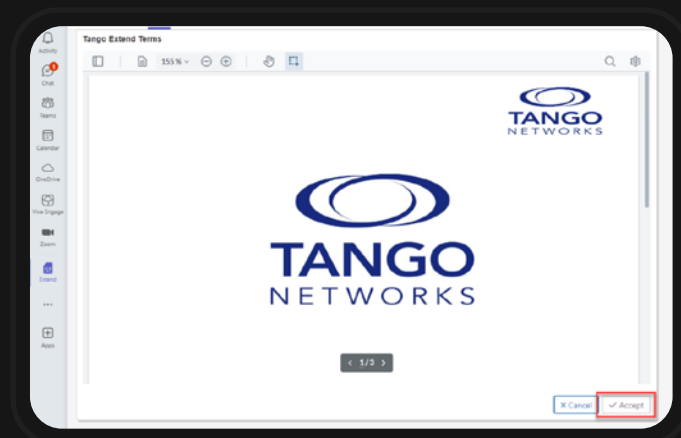 Activity
Chat
Teams
Calendar
OneDrive
Viva Engage
Zoom
Extend
Apps
Tango Extend Terms
155 %
TANGO
NETWORKS
TANGO
NETWORKS
1/3
Cancel
Accept